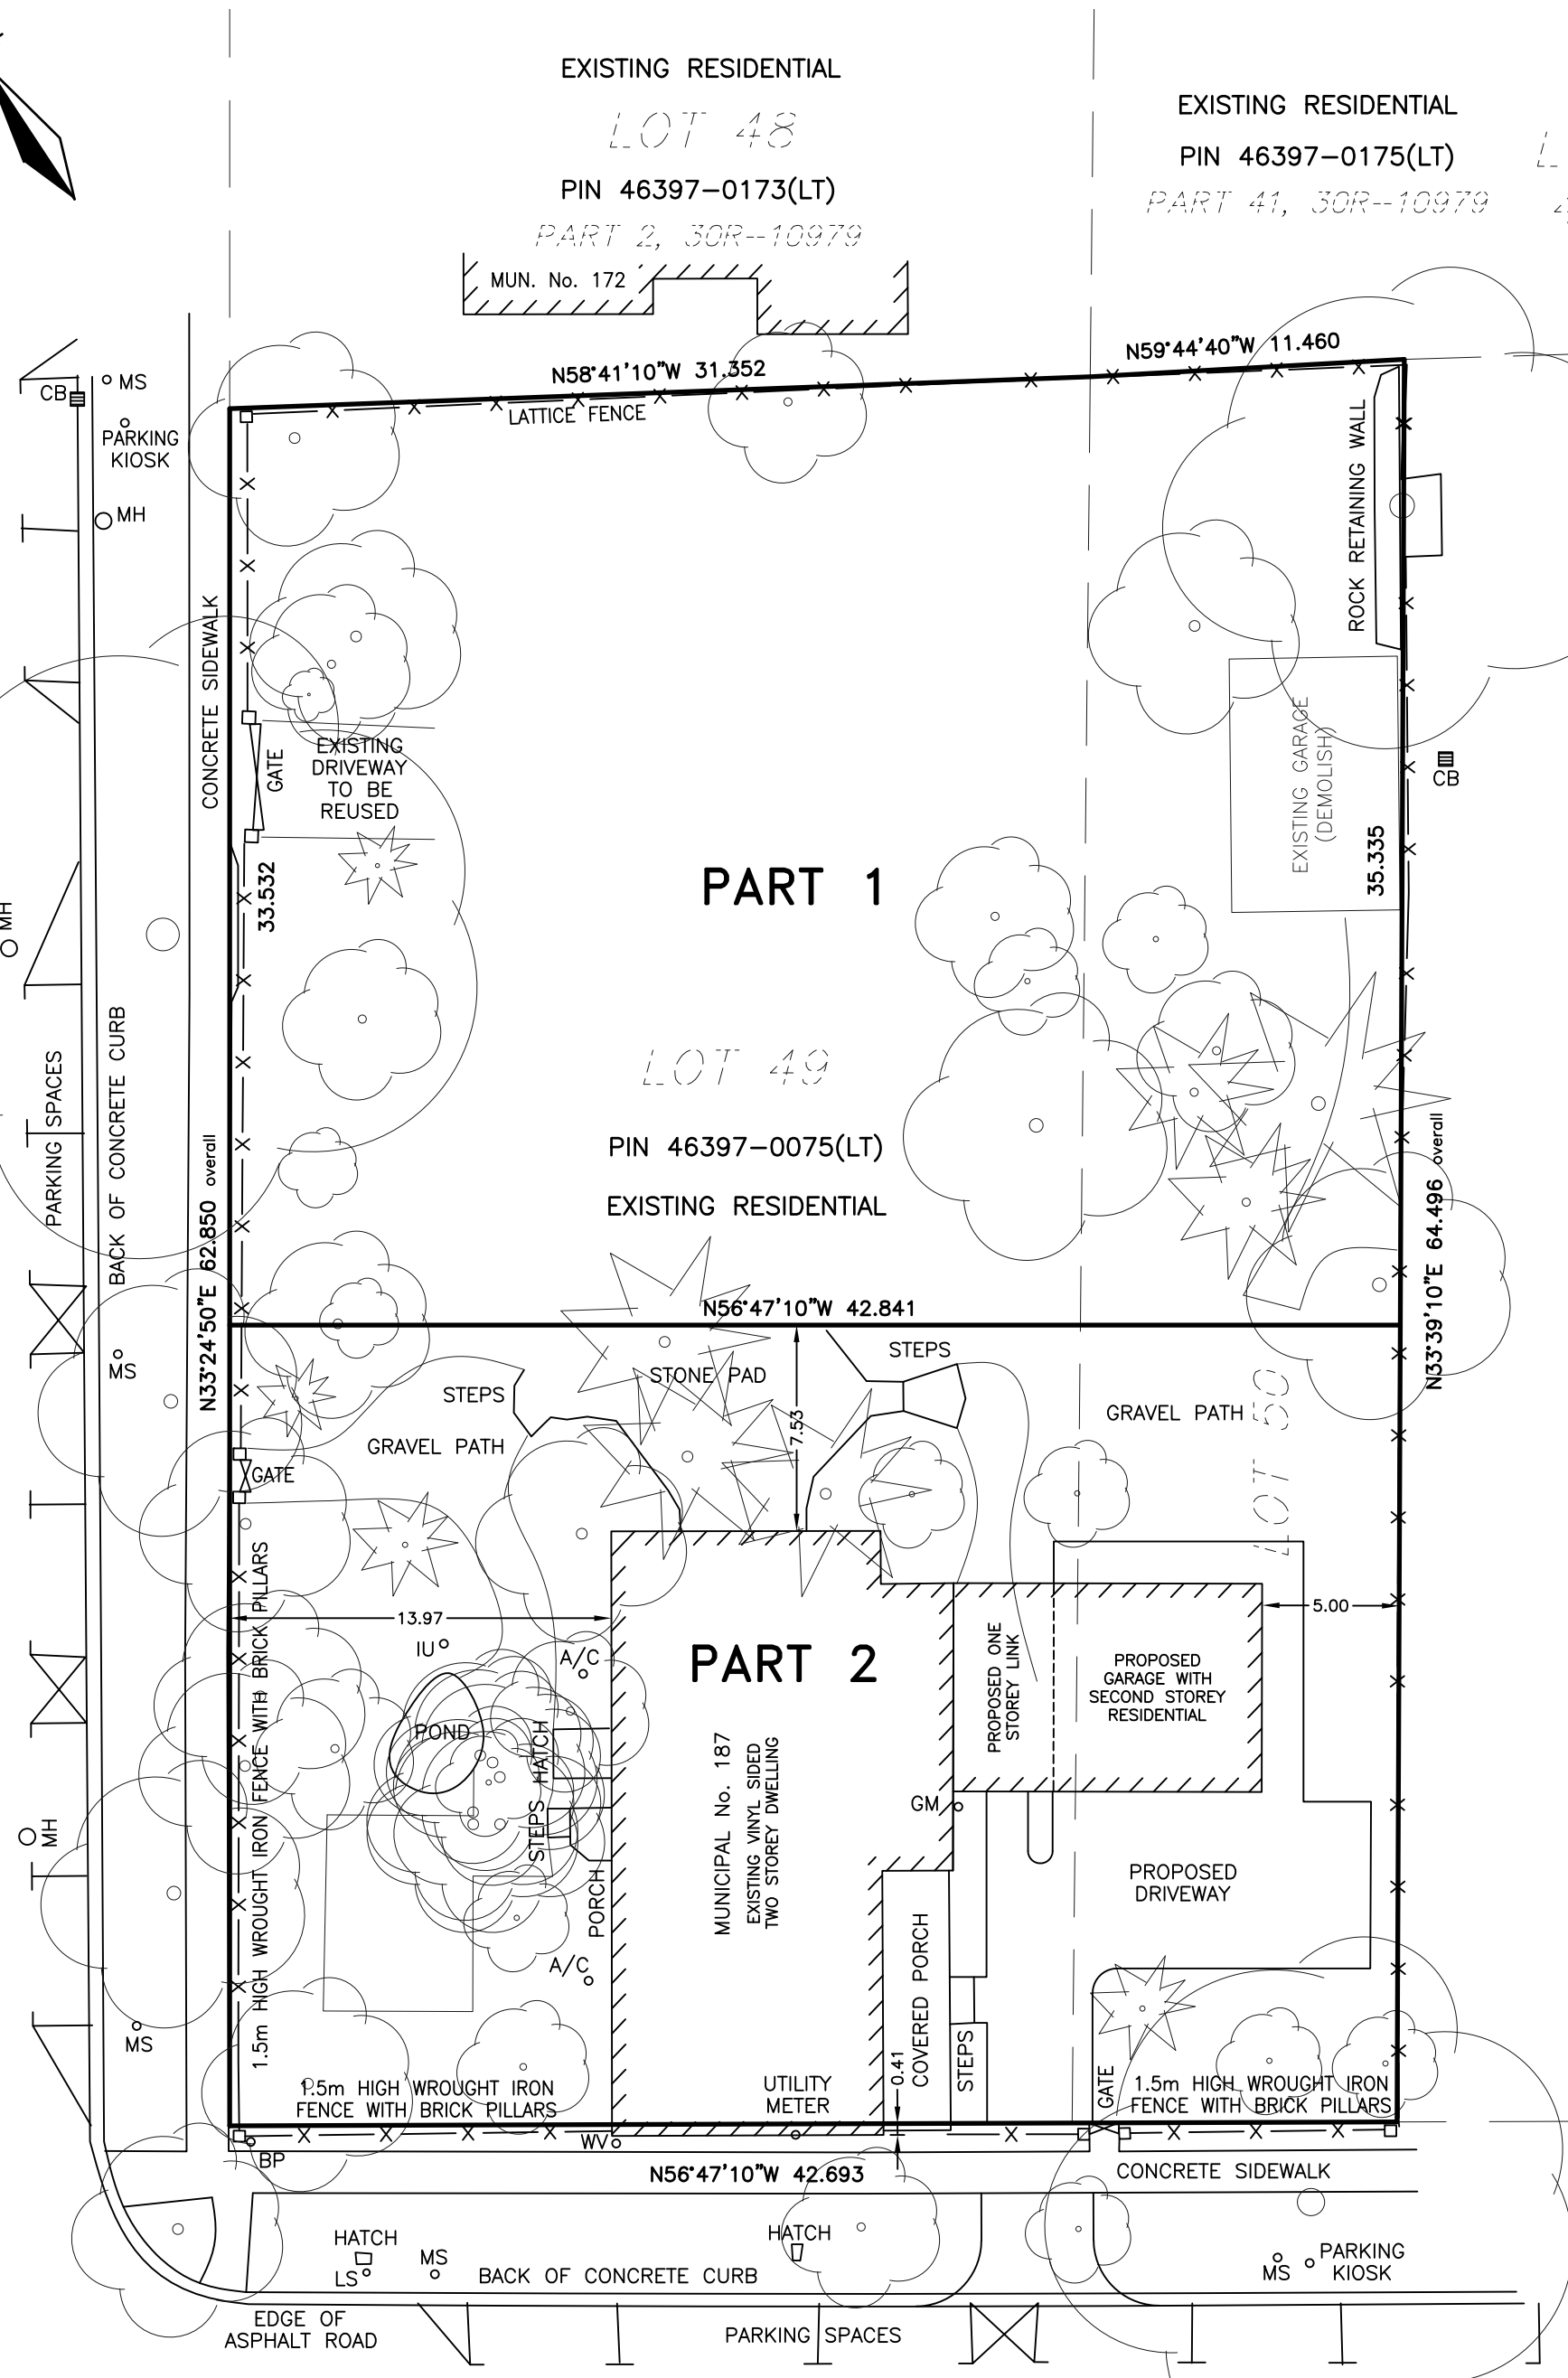 EXISTING RESIDENTIAL
LOT 48
PIN 46397-0173(LT)
PART 2, 30R--10979
MUN. No. 172
EXISTING RESIDENTIAL
PIN 46397-0175(LT)
PART 41, 30R--10979
N58°41'10"W 31.352
N59°44'40"W 11.460
LATTICE FENCE
CB
MS
PARKING
KIOSK
MH
CONCRETE SIDEWALK
ROCK RETAINING WALL
GATE
EXISTING
DRIVEWAY
TO BE
REUSED
EXISTING GARAGE
(DEMOLISH)
CB
33.532
35.335
PART 1
MH
LOT 49
PIN 46397-0075(LT)
EXISTING RESIDENTIAL
PARKING SPACES
BACK OF CONCRETE CURB
N33°24'50"E 62.850 overall
N33°39'10"E 64.496 overall
N56°47'10"W 42.841
MS
STEPS
STONE PAD
STEPS
7.53
GRAVEL PATH
GRAVEL PATH
LOT 50
GATE
1.5m HIGH WROUGHT IRON FENCE WITH BRICK PILLARS
13.97
5.00
IU
A/C
PART 2
PROPOSED ONE
STOREY LINK
PROPOSED
GARAGE WITH
SECOND STOREY
RESIDENTIAL
POND
HATCH
STEPS
MUNICIPAL No. 187
EXISTING VINYL SIDED
TWO STOREY DWELLING
GM
MH
PORCH
PROPOSED
DRIVEWAY
A/C
COVERED PORCH
MS
STEPS
0.41
GATE
1.5m HIGH WROUGHT IRON
FENCE WITH BRICK PILLARS
UTILITY
METER
1.5m HIGH WROUGHT IRON
FENCE WITH BRICK PILLARS
BP
WV
N56°47'10"W 42.693
CONCRETE SIDEWALK
HATCH
LS
MS
BACK OF CONCRETE CURB
HATCH
MS
PARKING
KIOSK
EDGE OF
ASPHALT ROAD
PARKING SPACES